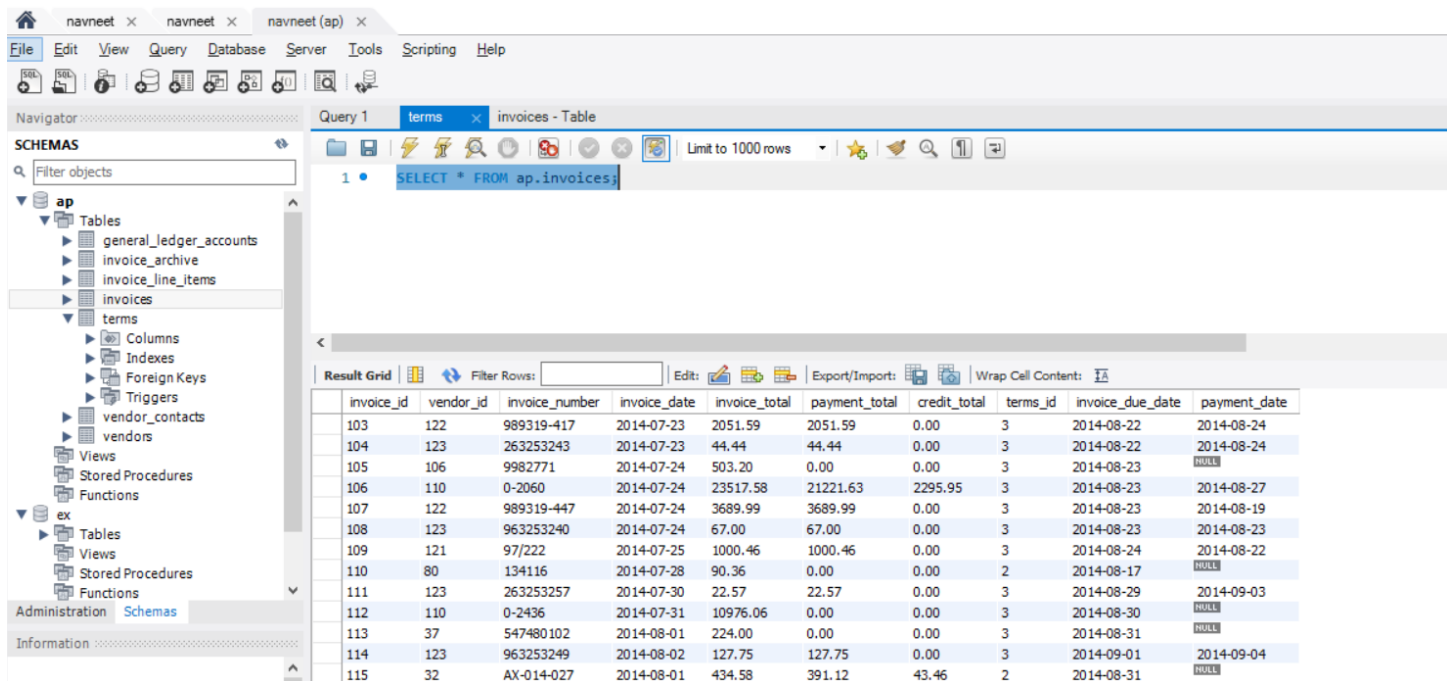 navneet × navneet × navneet (ap) ×
File Edit View Query Database Server Tools Scripting Help
Navigator
SCHEMAS
Filter objects
ap
Tables
general_ledger_accounts
invoice_archive
invoice_line_items
invoices
terms
Columns
Indexes
Foreign Keys
Triggers
vendor_contacts
vendors
Views
Stored Procedures
Functions
ex
Tables
Views
Stored Procedures
Functions
Administration Schemas
Information
Query 1 terms × invoices - Table
Limit to 1000 rows
1 SELECT * FROM ap.invoices;
Result Grid Filter Rows: Edit: Export/Import: Wrap Cell Content:
invoice_id vendor_id invoice_number invoice_date invoice_total payment_total credit_total terms_id invoice_due_date payment_date
103 122 989319-417 2014-07-23 2051.59 2051.59 0.00 3 2014-08-22 2014-08-24
104 123 263253243 2014-07-23 44.44 44.44 0.00 3 2014-08-22 2014-08-24
105 106 9982771 2014-07-24 503.20 0.00 0.00 3 2014-08-23 NULL
106 110 0-2060 2014-07-24 23517.58 21221.63 2295.95 3 2014-08-23 2014-08-27
107 122 989319-447 2014-07-24 3689.99 3689.99 0.00 3 2014-08-23 2014-08-19
108 123 963253240 2014-07-24 67.00 67.00 0.00 3 2014-08-23 2014-08-23
109 121 97/222 2014-07-25 1000.46 1000.46 0.00 3 2014-08-24 2014-08-22
110 80 134116 2014-07-28 90.36 0.00 0.00 2 2014-08-17 NULL
111 123 263253257 2014-07-30 22.57 22.57 0.00 3 2014-08-29 2014-09-03
112 110 0-2436 2014-07-31 10976.06 0.00 0.00 3 2014-08-30 NULL
113 37 547480102 2014-08-01 224.00 0.00 0.00 3 2014-08-31 NULL
114 123 963253249 2014-08-02 127.75 127.75 0.00 3 2014-09-01 2014-09-04
115 32 AX-014-027 2014-08-01 434.58 391.12 43.46 2 2014-08-31 NULL